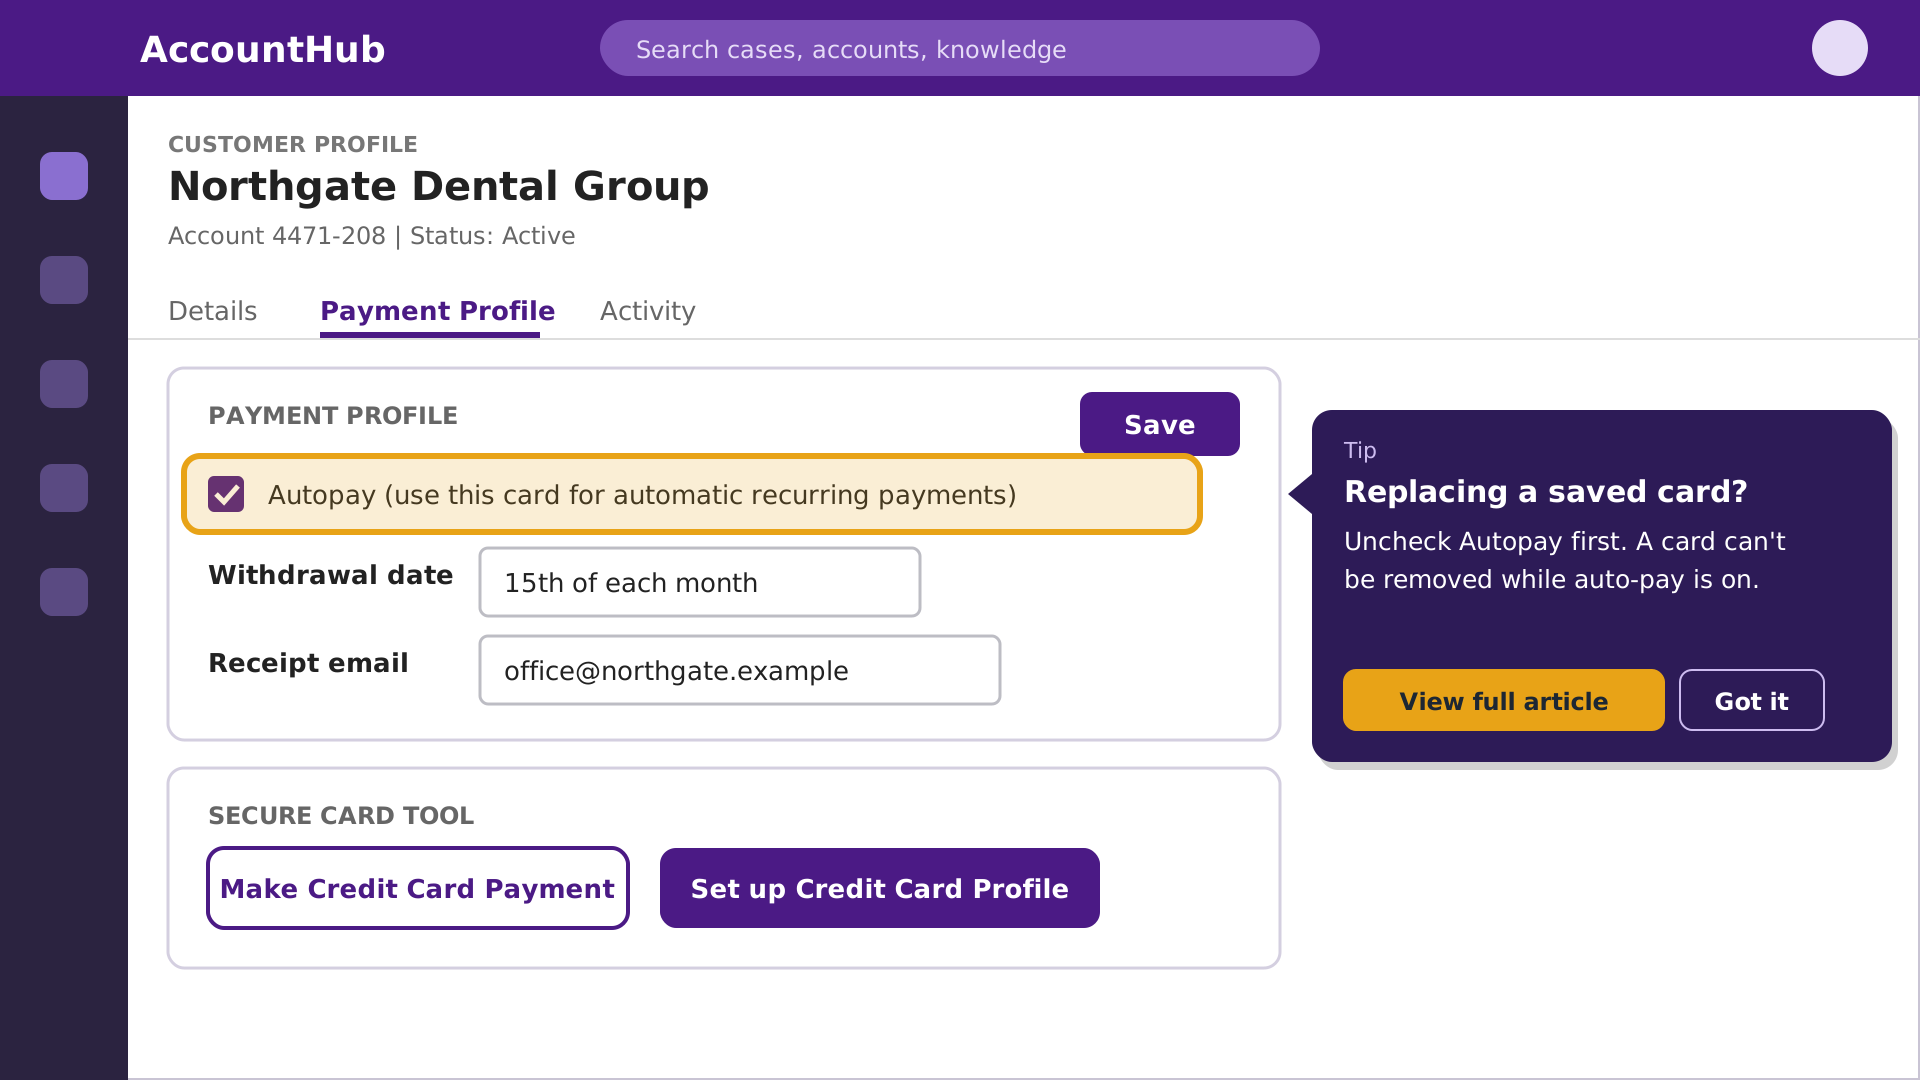 AccountHub
Search cases, accounts, knowledge
CUSTOMER PROFILE
Northgate Dental Group
Account 4471-208 | Status: Active
Details
Payment Profile
Activity
PAYMENT PROFILE
Save
Autopay (use this card for automatic recurring payments)
Withdrawal date
15th of each month
Receipt email
office@northgate.example
Tip
Replacing a saved card?
Uncheck Autopay first. A card can't
be removed while auto-pay is on.
View full article
Got it
SECURE CARD TOOL
Make Credit Card Payment
Set up Credit Card Profile